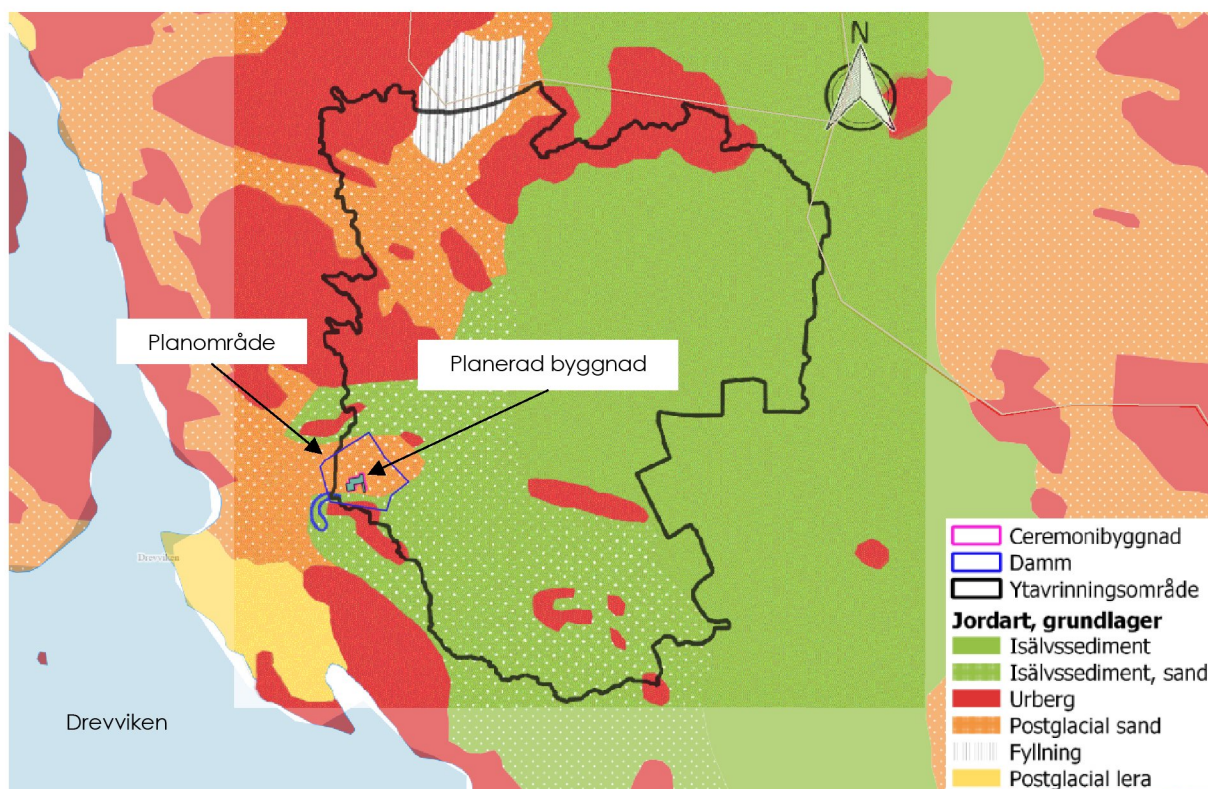 N
Planområde
Planerad byggnad
Drevviken
Drevviken
Ceremonibyggnad
Damm
Ytavrinningsområde
Jordart, grundlager
Isälvssediment
Isälvssediment, sand
Urberg
Postglacial sand
Fyllning
Postglacial lera